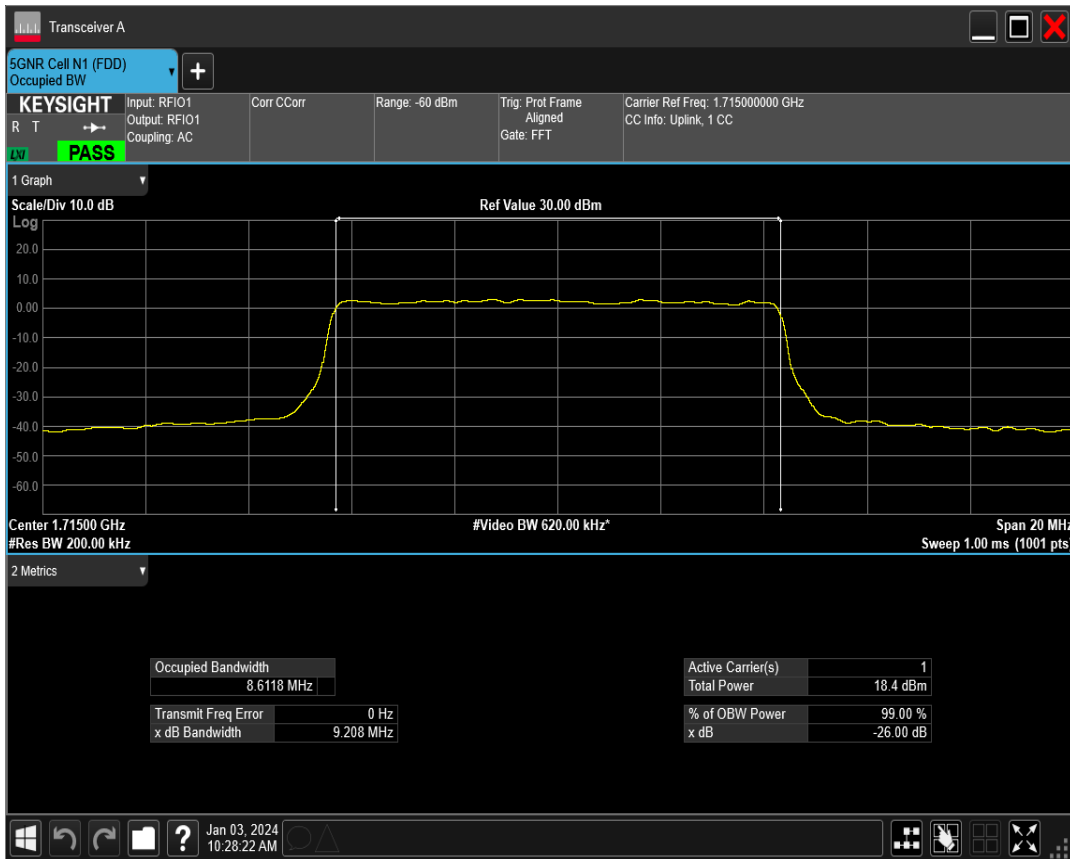 Transceiver A
5GNR Cell N1 (FDD)
Occupied BW
+
KEYSIGHT
R T
LXI
PASS
Input: RFIO1
Output: RFIO1
Coupling: AC
Corr CCorr
Range: -60 dBm
Trig: Prot Frame
Aligned
Gate: FFT
Carrier Ref Freq: 1.715000000 GHz
CC Info: Uplink, 1 CC
1 Graph
Scale/Div 10.0 dB
Ref Value 30.00 dBm
Log
20.0
10.0
0.00
-10.0
-20.0
-30.0
-40.0
-50.0
-60.0
Center 1.71500 GHz
#Video BW 620.00 kHz*
Span 20 MHz
#Res BW 200.00 kHz
Sweep 1.00 ms (1001 pts)
2 Metrics
Occupied Bandwidth
8.6118 MHz
Transmit Freq Error 0 Hz
x dB Bandwidth 9.208 MHz
Active Carrier(s) 1
Total Power 18.4 dBm
% of OBW Power 99.00 %
x dB -26.00 dB
?
Jan 03, 2024
10:28:22 AM